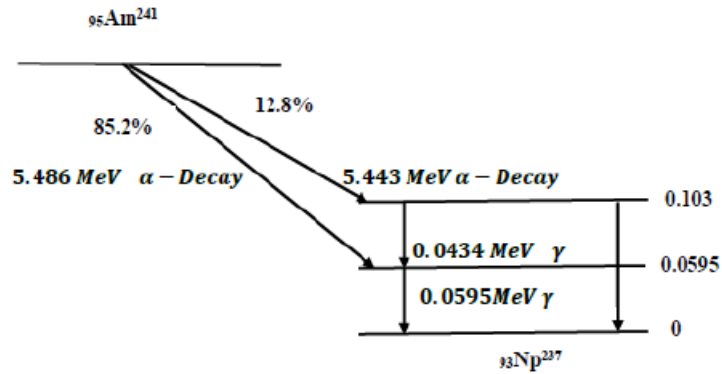 ₉₅Am²⁴¹
12.8%
85.2%
5.486 MeV α − Decay
5.443 MeV α − Decay
0.103
0.0434 MeV γ
0.0595
0.0595MeV γ
0
₉₃Np²³⁷